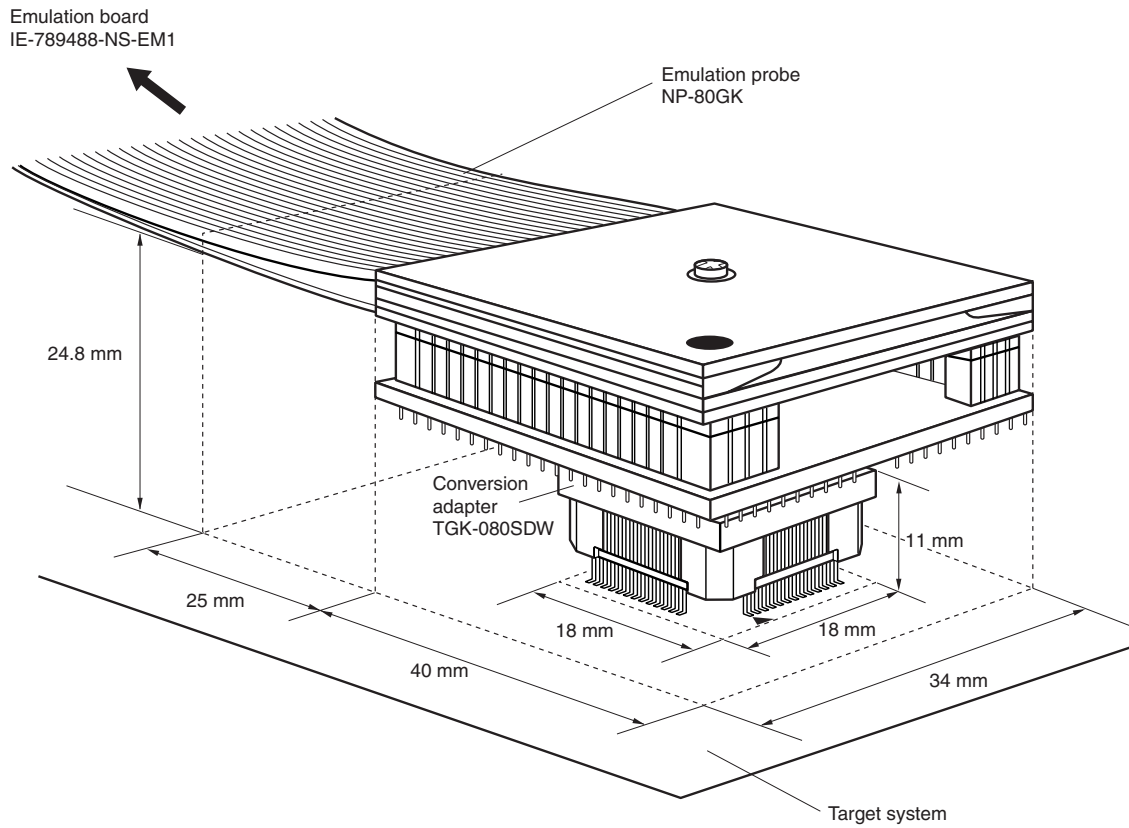 Emulation board
IE-789488-NS-EM1
Emulation probe
NP-80GK
24.8 mm
Conversion
adapter
TGK-080SDW
11 mm
25 mm
18 mm
18 mm
40 mm
34 mm
Target system